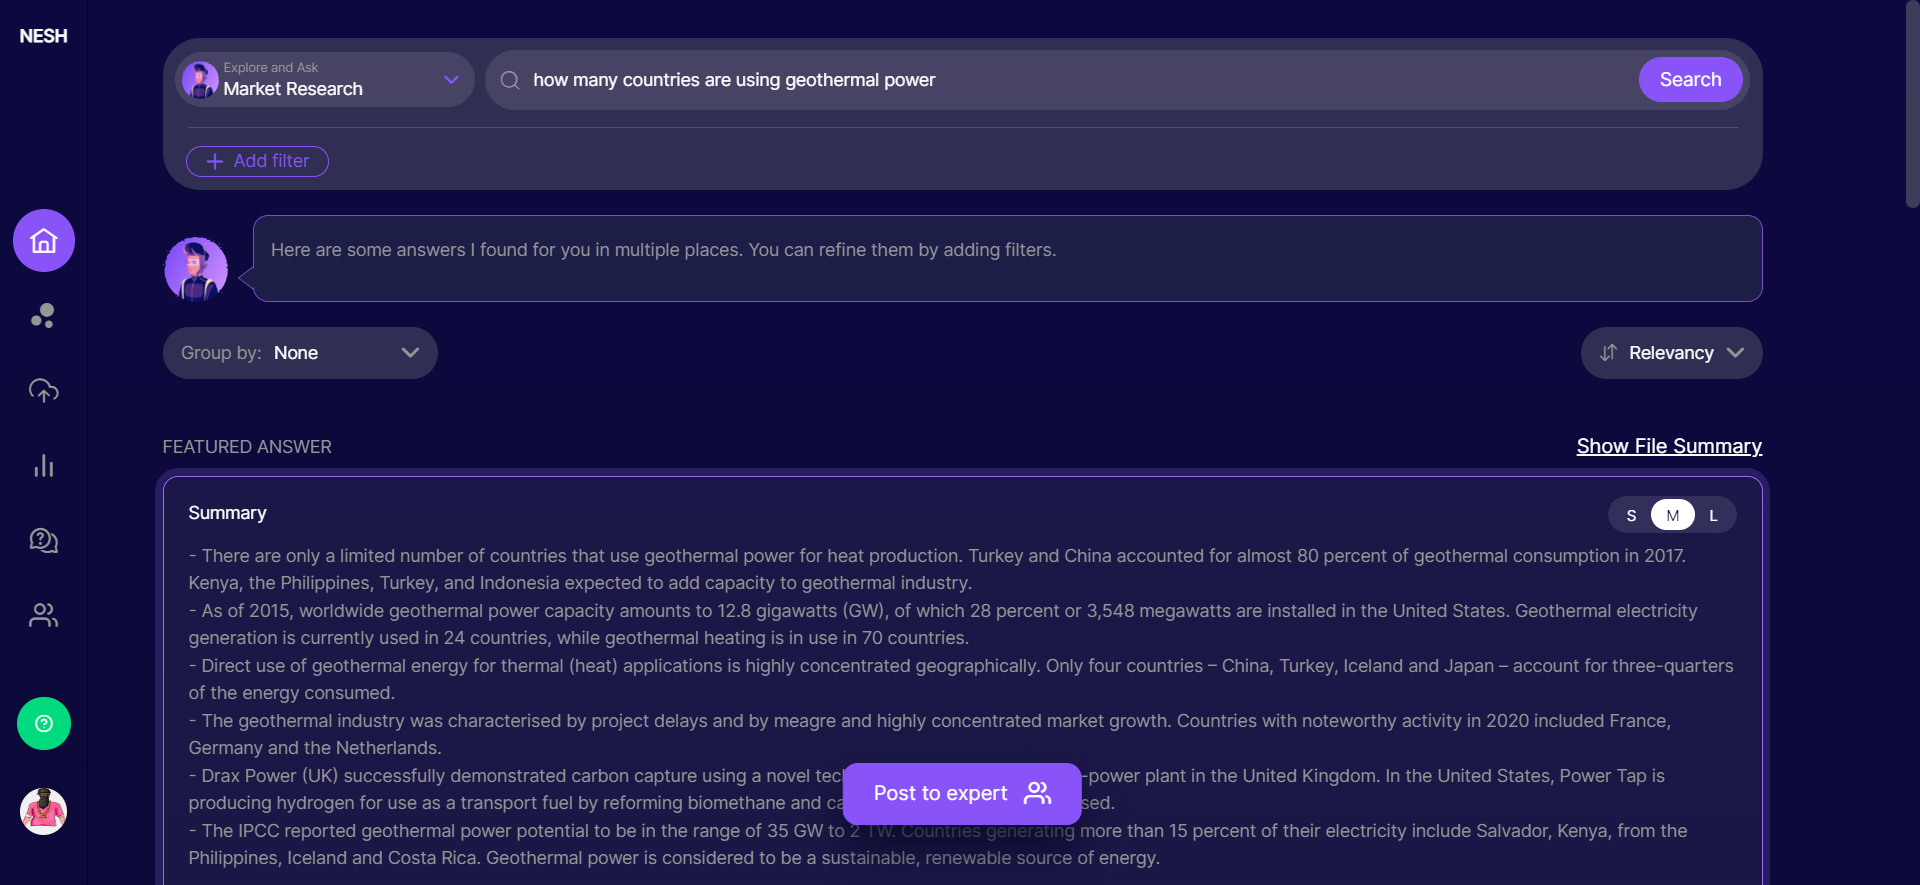 NESH
Explore and Ask
Market Research
how many countries are using geothermal power
Search
Add filter
Here are some answers I found for you in multiple places. You can refine them by adding filters.
Group by: None
Relevancy
FEATURED ANSWER
Show File Summary
Summary
S M L
- There are only a limited number of countries that use geothermal power for heat production. Turkey and China accounted for almost 80 percent of geothermal consumption in 2017.
Kenya, the Philippines, Turkey, and Indonesia expected to add capacity to geothermal industry.
- As of 2015, worldwide geothermal power capacity amounts to 12.8 gigawatts (GW), of which 28 percent or 3,548 megawatts are installed in the United States. Geothermal electricity
generation is currently used in 24 countries, while geothermal heating is in use in 70 countries.
- Direct use of geothermal energy for thermal (heat) applications is highly concentrated geographically. Only four countries – China, Turkey, Iceland and Japan – account for three-quarters
of the energy consumed.
- The geothermal industry was characterised by project delays and by meagre and highly concentrated market growth. Countries with noteworthy activity in 2020 included France,
Germany and the Netherlands.
- Drax Power (UK) successfully demonstrated carbon capture using a novel -power plant in the United Kingdom. In the United States, Power Tap is
producing hydrogen for use as a transport fuel by reforming biomethane and
Post to expert
- The IPCC reported geothermal power potential to be in the range of 35 GW to 2 TW. Countries generating more than 15 percent of their electricity include Salvador, Kenya, from the
Philippines, Iceland and Costa Rica. Geothermal power is considered to be a sustainable, renewable source of energy.